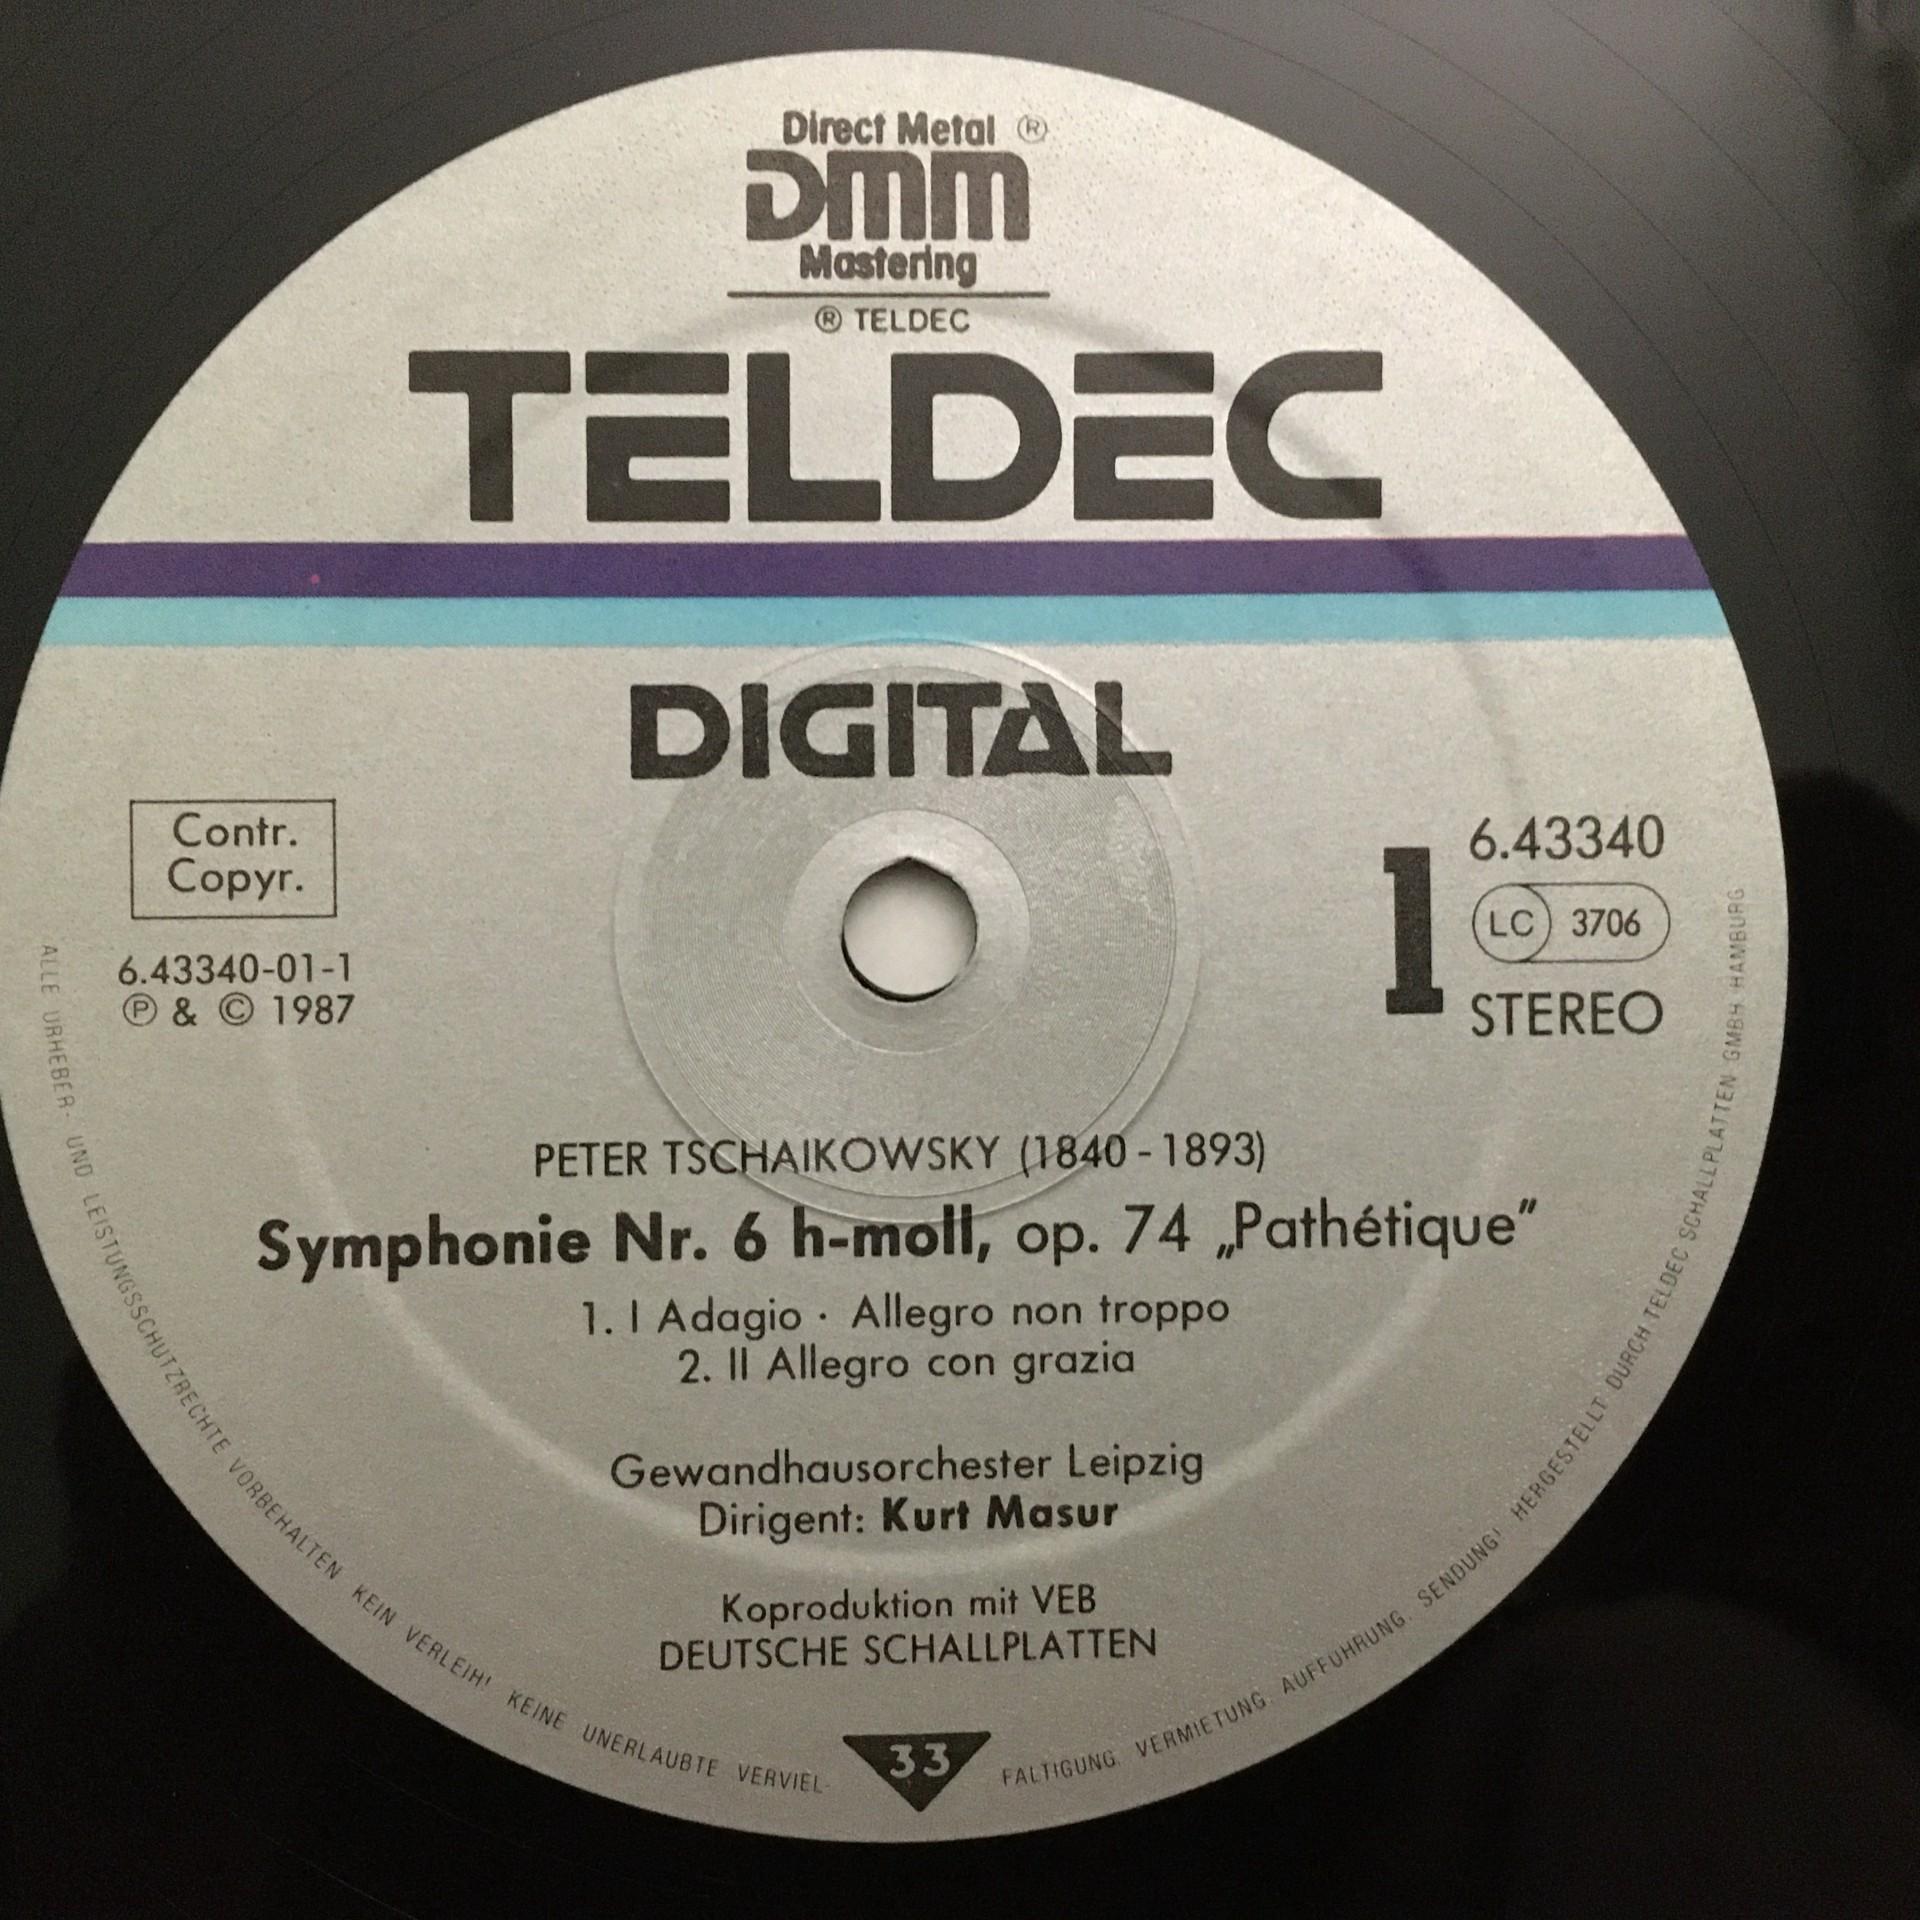 Direct Metal ®
DMM
Mastering
® TELDEC
TELDEC
DIGITAL
Contr.
Copyr.
6.43340-01-1
Ⓟ & © 1987
1
6.43340
LC 3706
STEREO
PETER TSCHAIKOWSKY (1840 - 1893)
Symphonie Nr. 6 h-moll, op. 74 „Pathétique"
1. I Adagio · Allegro non troppo
2. II Allegro con grazia
Gewandhausorchester Leipzig
Dirigent: Kurt Masur
Koproduktion mit VEB
DEUTSCHE SCHALLPLATTEN
33
ALLE URHEBER- UND LEISTUNGSSCHUTZRECHTE VORBEHALTEN KEIN VERLEIH! KEINE UNERLAUBTE VERVIEL- FALTIGUNG, VERMIETUNG, AUFFUHRUNG, SENDUNG! HERGESTELLT DURCH TELDEC SCHALLPLATTEN GMBH HAMBURG